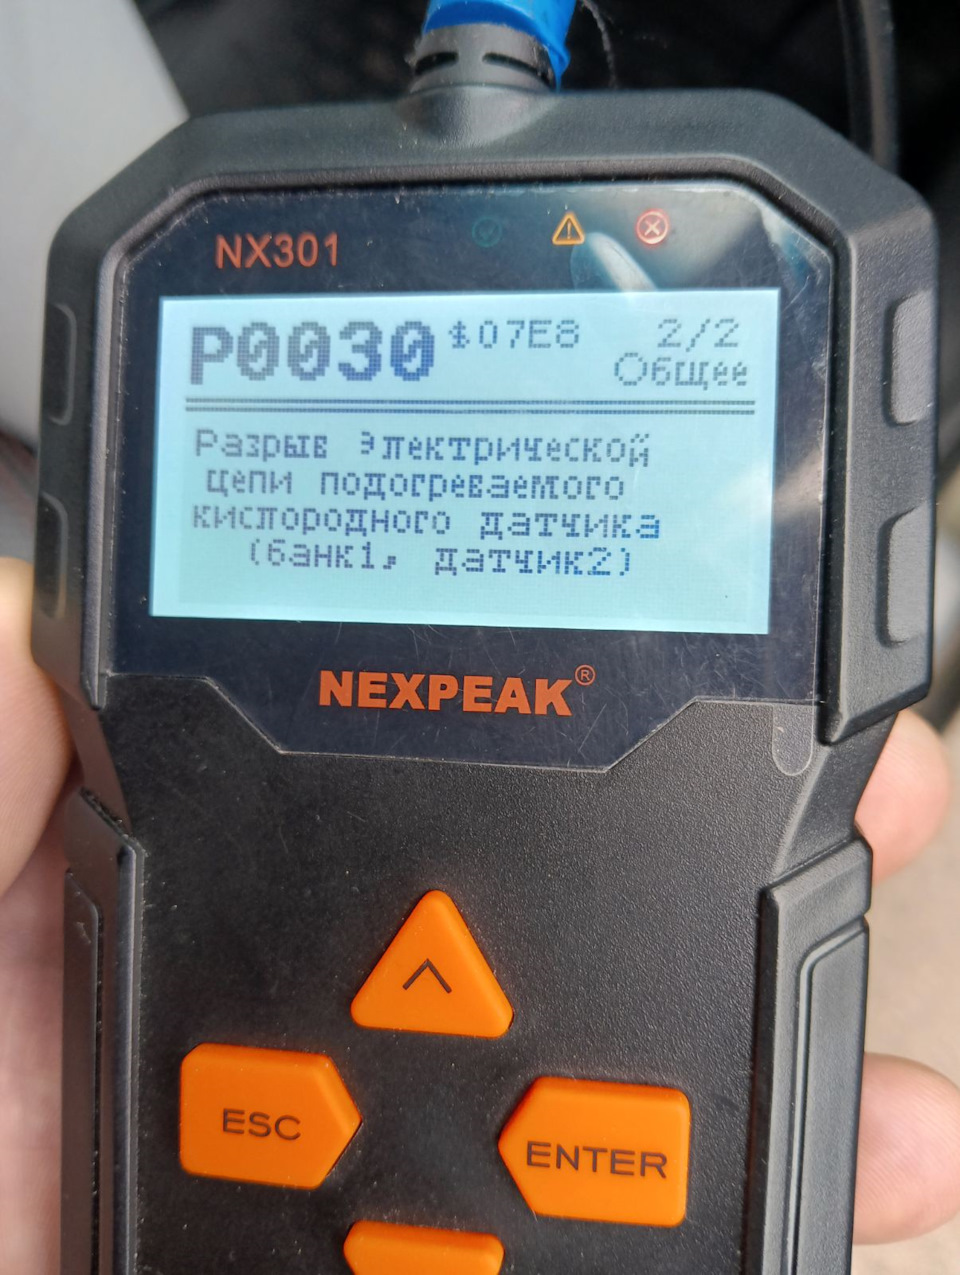 NX301
P0030 $07E8 2/2
Общее
Разрыв электрической
цепи подогреваемого
кислородного датчика
(банк1, датчик2)
NEXPEAK®
ESC
ENTER